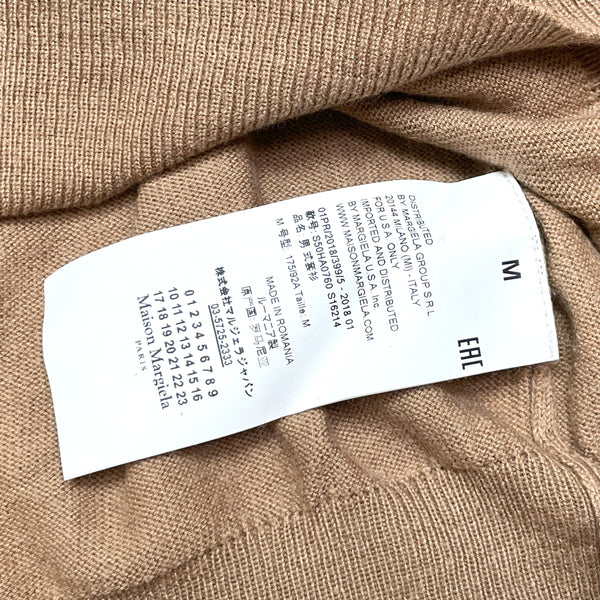 M
EAC
DISTRIBUTED
BY MARGIELA GROUP S.R.L.
20144 MILANO (MI) - ITALY
FOR U.S.A. ONLY
IMPORTED AND DISTRIBUTED
BY MARGIELA U.S.A. Inc.
WWW.MAISONMARGIELA.COM
01PR/2018/399/5 - 2018 01
款号: S50HA0760 S16214
品名: 男式套衫
M 号型: 175/92A Taille: M
MADE IN ROMANIA
ルーマニア製
原产国: 罗马尼亚
株式会社マルジェラジャパン
03-5725-2333
0 1 2 3 4 5 6 7 8 9
10 11 12 13 14 15 16
17 18 19 20 21 22 23
Maison Margiela
PARIS